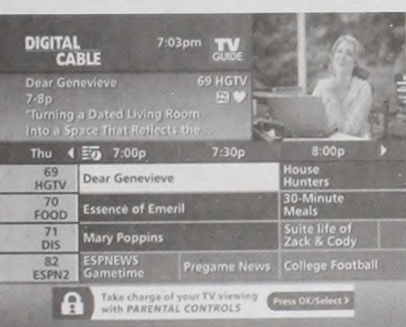 DIGITAL
CABLE
7:03pm
TV
GUIDE
Dear Genevieve
69 HGTV
7-8p
"Turning a Dated Living Room
Into a Space That Reflects the...
Thu
7:00p
7:30p
8:00p
69
HGTV
Dear Genevieve
House
Hunters
70
FOOD
Essence of Emeril
30-Minute
Meals
71
DIS
Mary Poppins
Suite life of
Zack & Cody
82
ESPN2
ESPNEWS
Gametime
Pregame News
College Football
Take charge of your TV viewing
with PARENTAL CONTROLS
Press OK/Select >